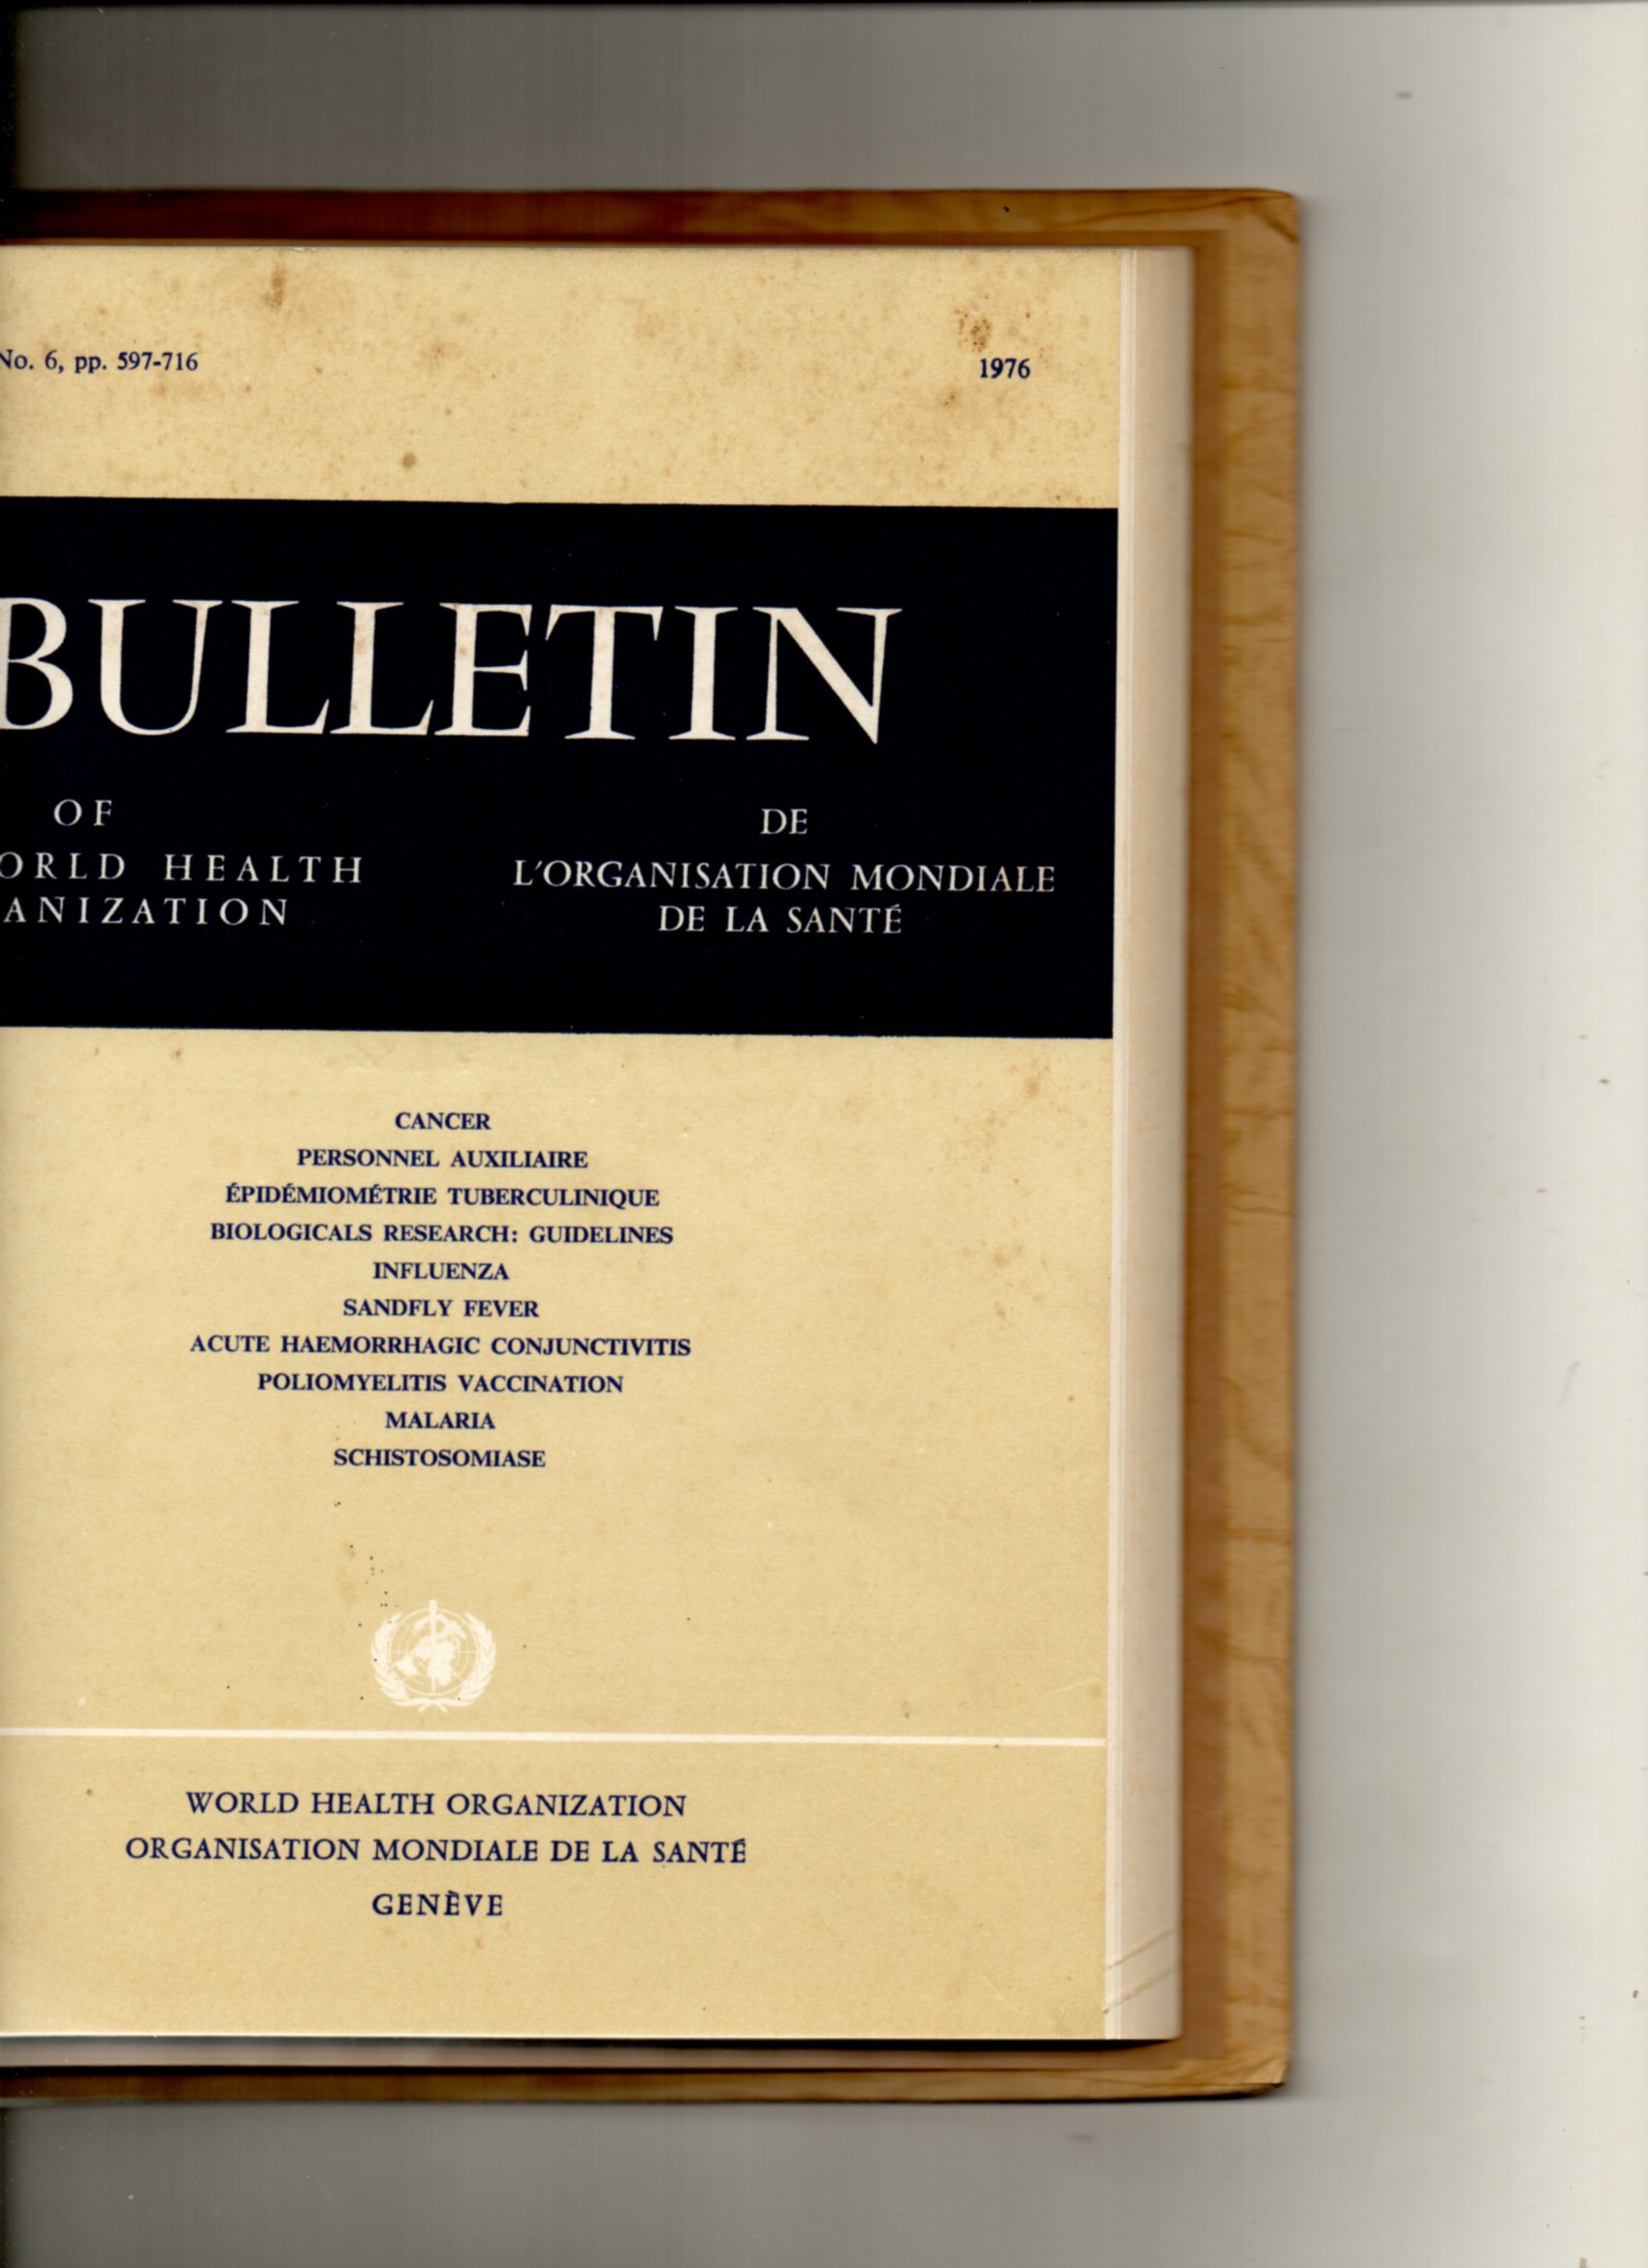 No. 6, pp. 597-716
1976
BULLETIN
OF
ORLD HEALTH
ANIZATION
DE
L'ORGANISATION MONDIALE
DE LA SANTÉ
CANCER
PERSONNEL AUXILIAIRE
ÉPIDÉMIOMÉTRIE TUBERCULINIQUE
BIOLOGICALS RESEARCH: GUIDELINES
INFLUENZA
SANDFLY FEVER
ACUTE HAEMORRHAGIC CONJUNCTIVITIS
POLIOMYELITIS VACCINATION
MALARIA
SCHISTOSOMIASE
WORLD HEALTH ORGANIZATION
ORGANISATION MONDIALE DE LA SANTÉ
GENÈVE